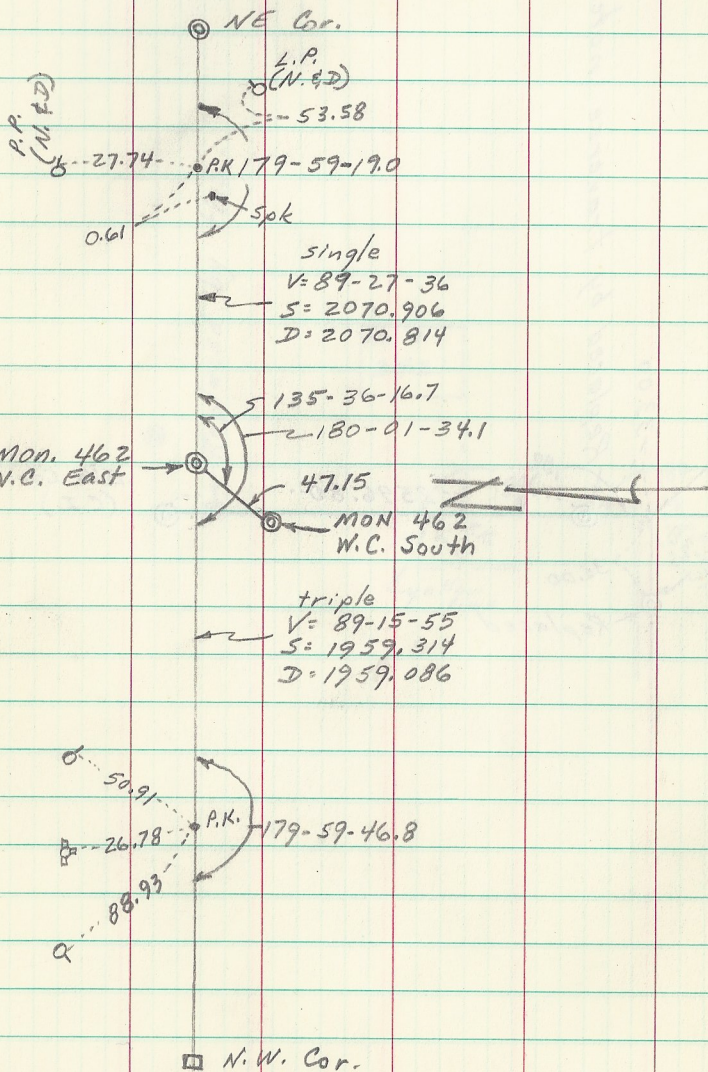 NE Cor.
L.P.
(N.&D)
53.58
P.P.
(N.&D)
27.74
P.K 179-59-19.0
spk
0.61
single
V= 89-27-36
S= 2070.906
D= 2070.814
135-36-16.7
180-01-34.1
Mon. 462
W.C. East
47.15
MON 462
W.C. South
N
triple
V= 89-15-55
S= 1959.314
D= 1959.086
50.91
P.K.
179-59-46.8
26.78
88.93
N.W. Cor.